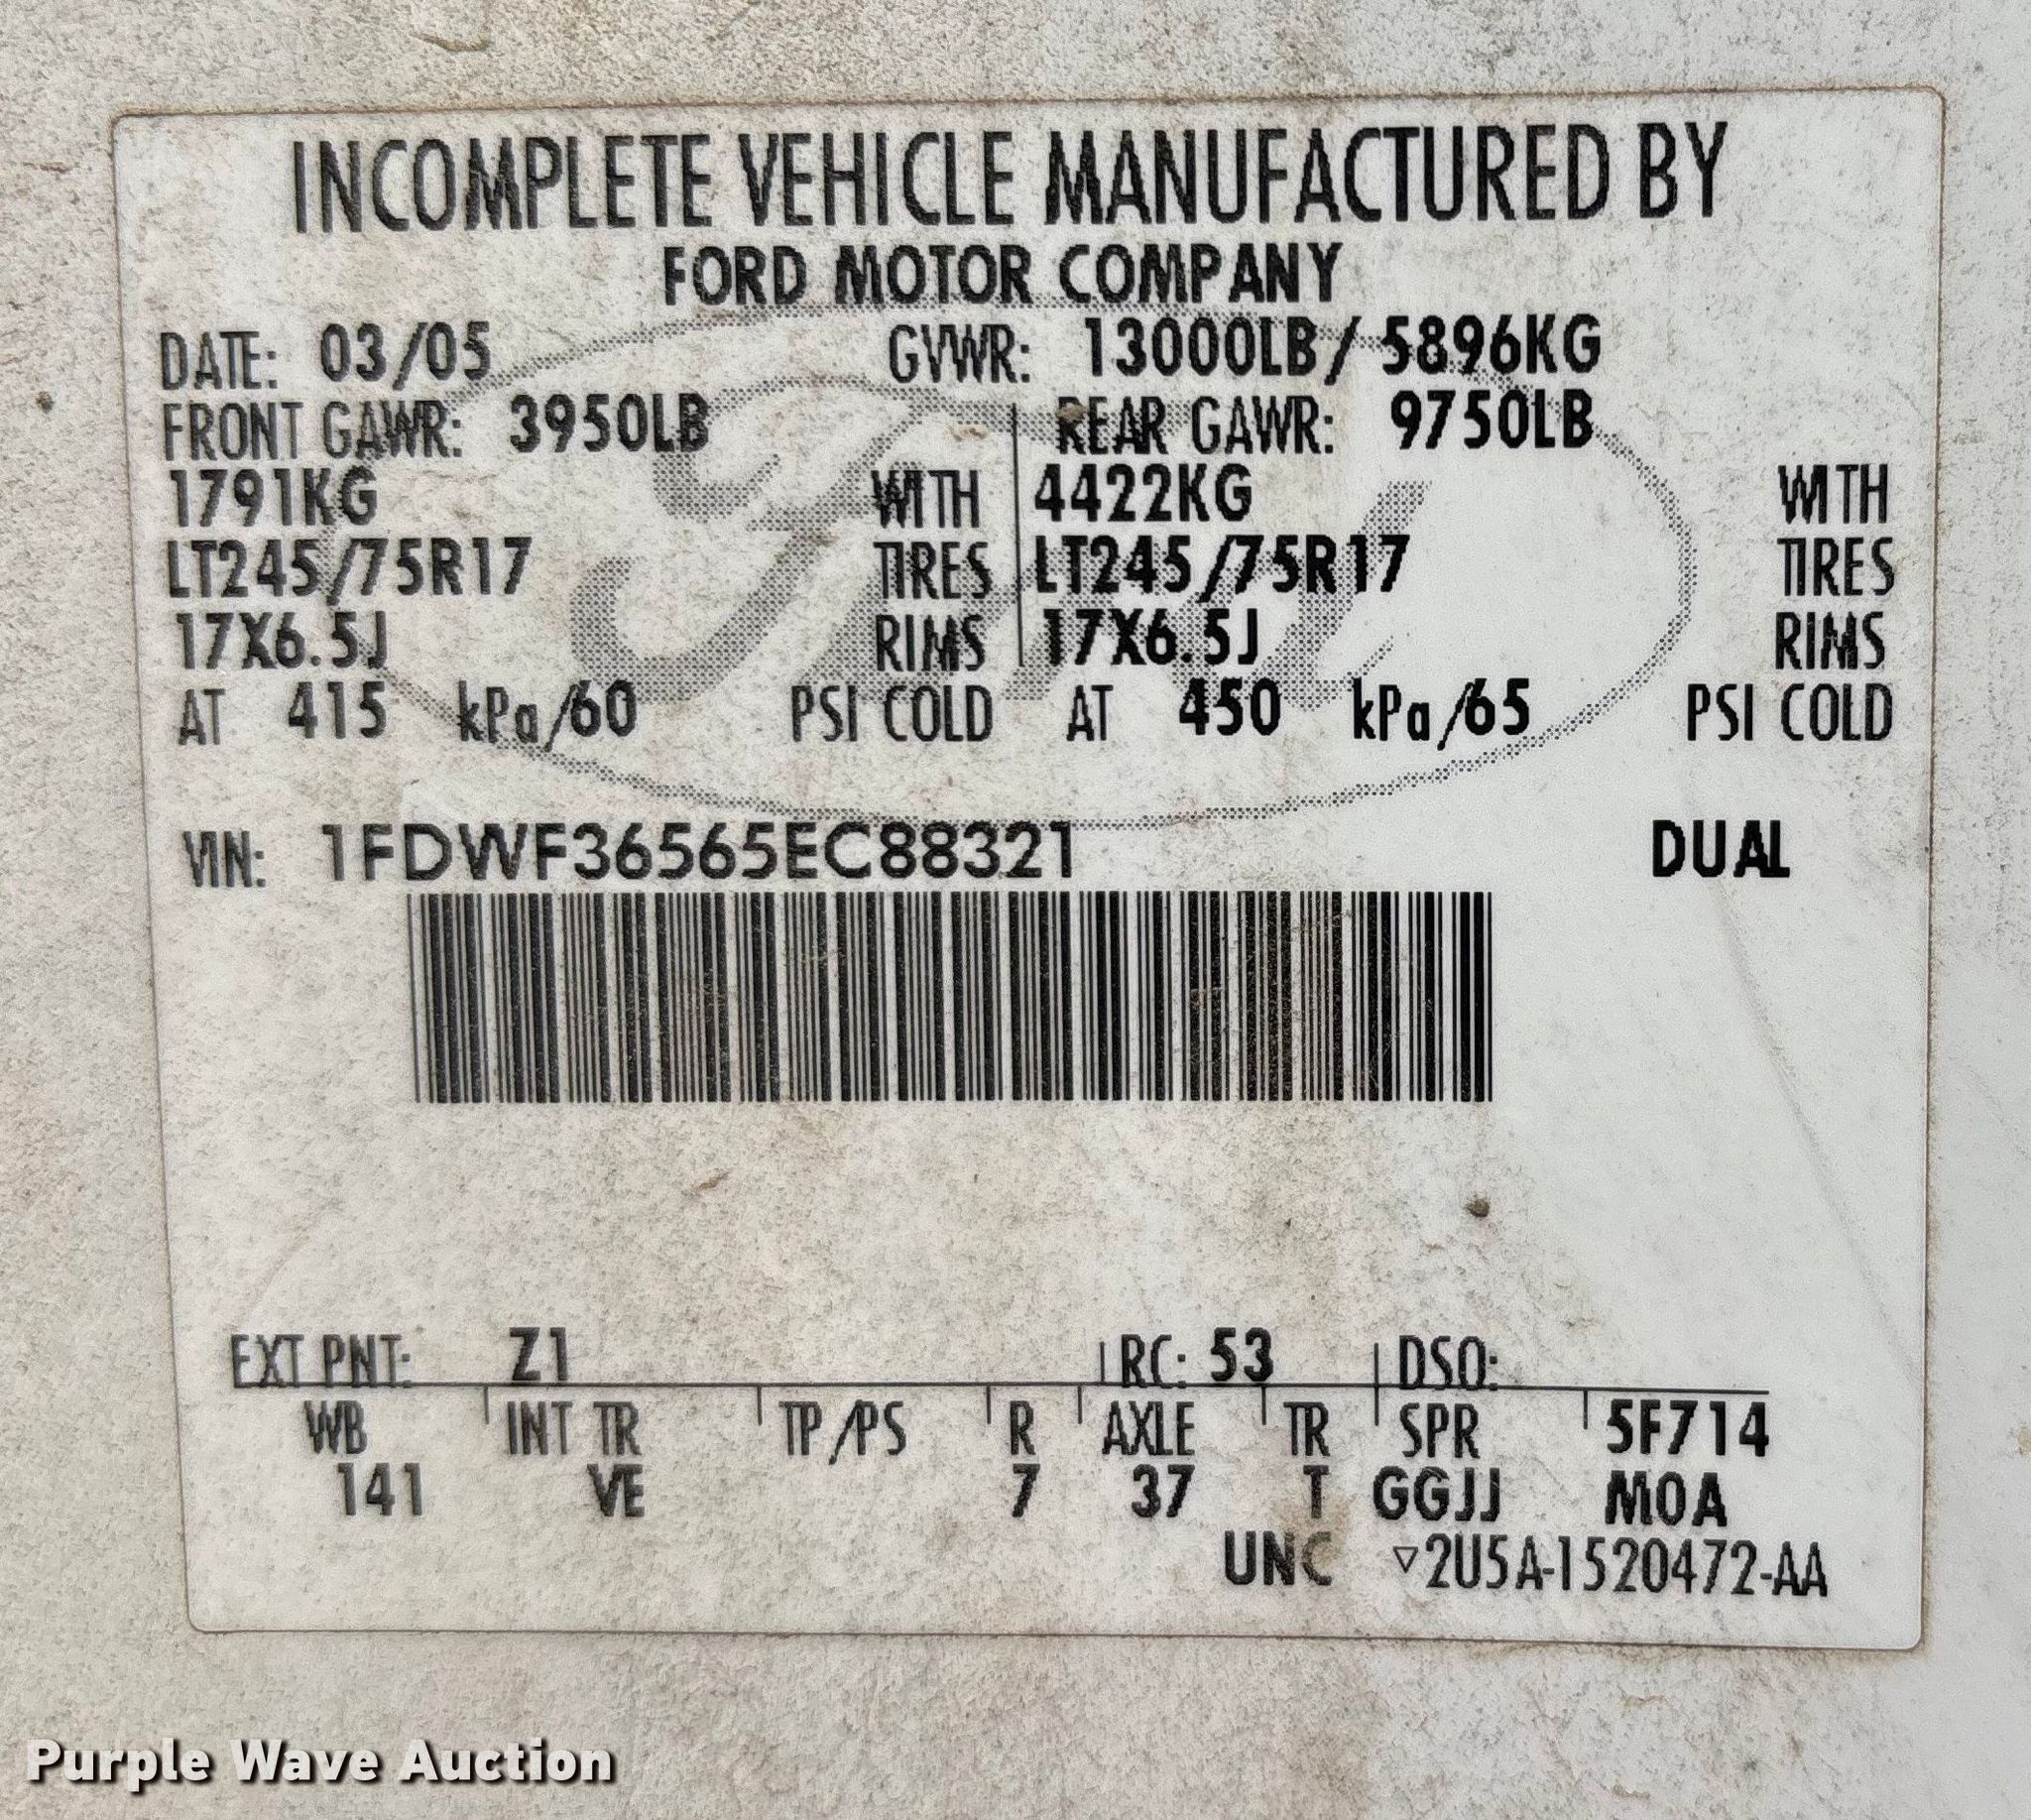 INCOMPLETE VEHICLE MANUFACTURED BY
FORD MOTOR COMPANY
DATE: 03/05 GVWR: 13000LB/ 5896KG
FRONT GAWR: 3950LB REAR GAWR: 9750LB
1791KG WITH 4422KG WITH
LT245/75R17 TIRES LT245/75R17 TIRES
17X6.5J RIMS 17X6.5J RIMS
AT 415 kPa/60 PSI COLD AT 450 kPa/65 PSI COLD
VIN: 1FDWF36565EC88321 DUAL
EXT PNT: Z1 RC: 53 DSO:
WB INT TR TP/PS R AXLE TR SPR 5F714
141 VE 7 37 T GGJJ MOA
UNC ▽2U5A-1520472-AA
Purple Wave Auction